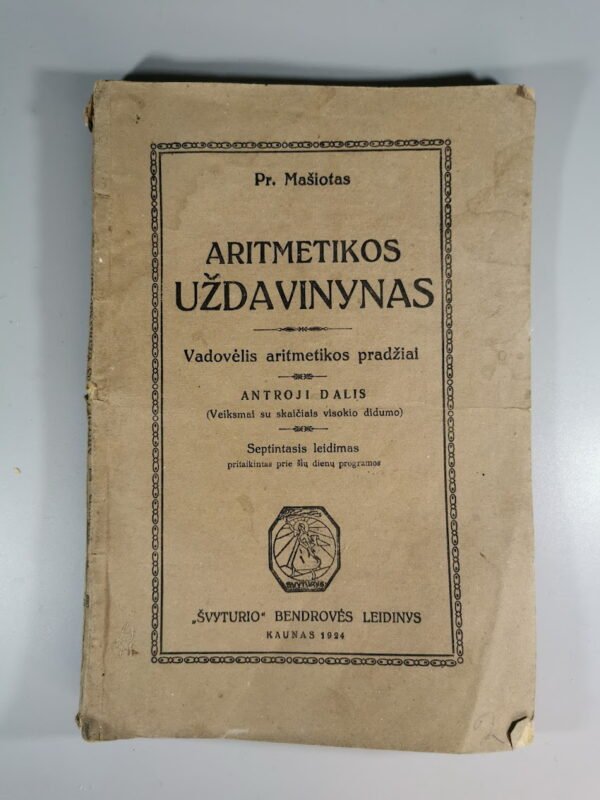 Pr. Mašiotas
ARITMETIKOS
UŽDAVINYNAS
Vadovėlis aritmetikos pradžiai
ANTROJI DALIS
(Veiksmai su skaičiais visokio didumo)
Septintasis leidimas
pritaikintas prie šių dienų programos
ŠVYTURYS
„ŠVYTURIO“ BENDROVĖS LEIDINYS
KAUNAS 1924